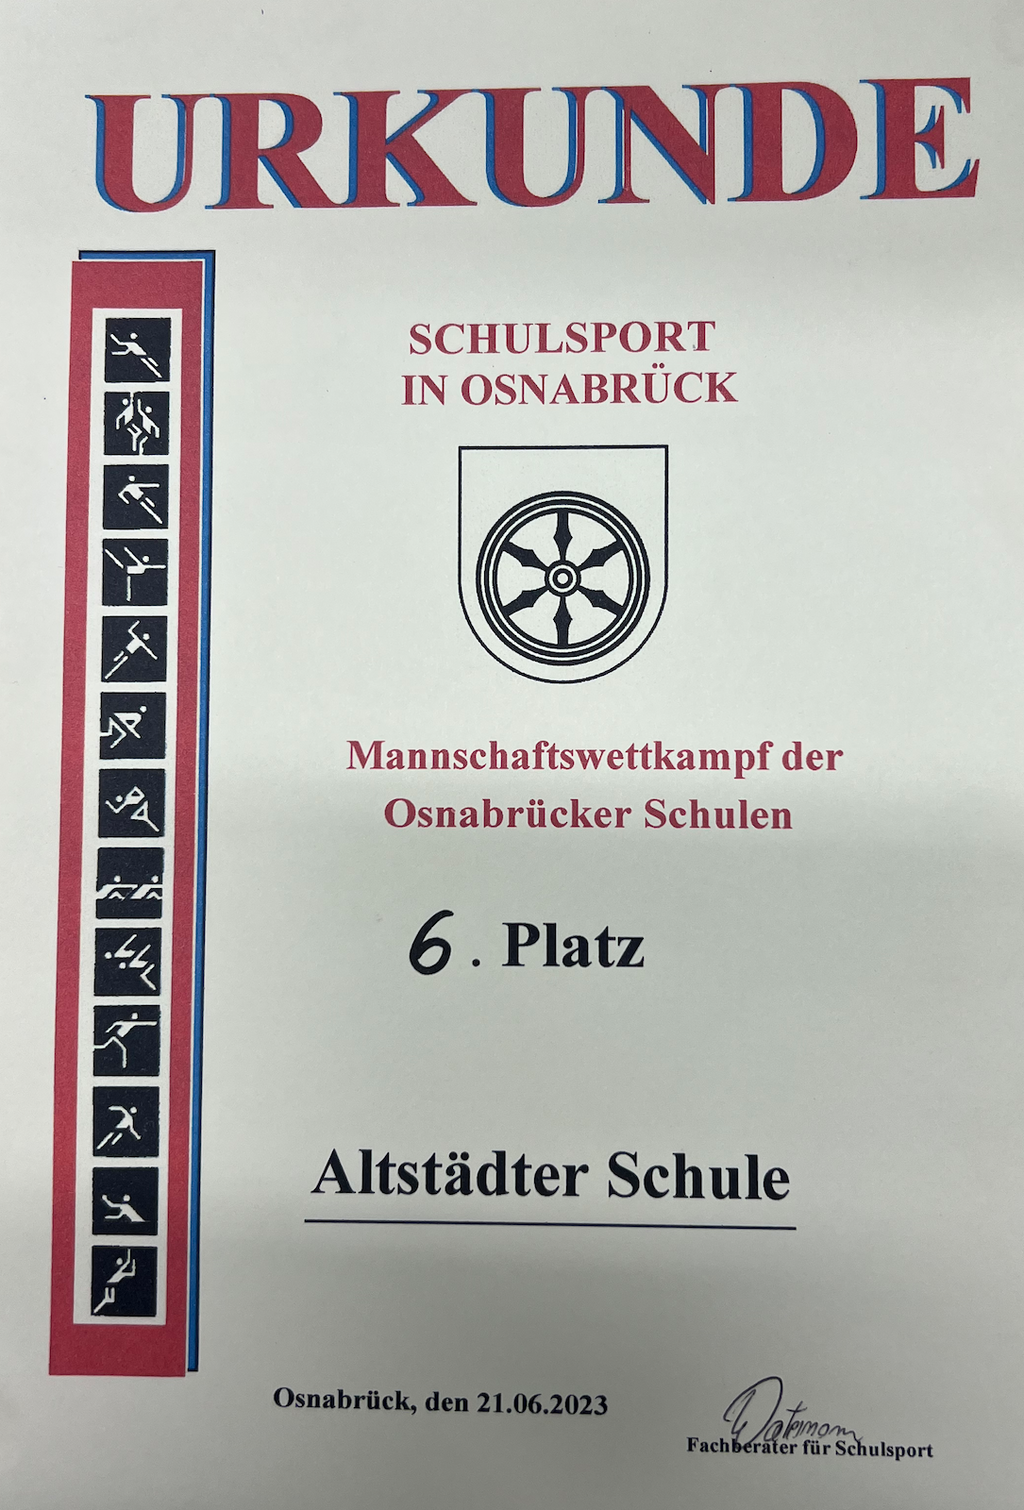 URKUNDE
SCHULSPORT
IN OSNABRÜCK
Mannschaftswettkampf der
Osnabrücker Schulen
6. Platz
Altstädter Schule
Osnabrück, den 21.06.2023
Fachberater für Schulsport